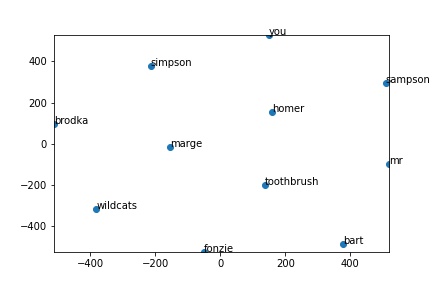 you
simpson
400
sampson
200
homer
brodka
marge
0
mr
toothbrush
−200
wildcats
−400
bart
fonzie
−400
−200
0
200
400